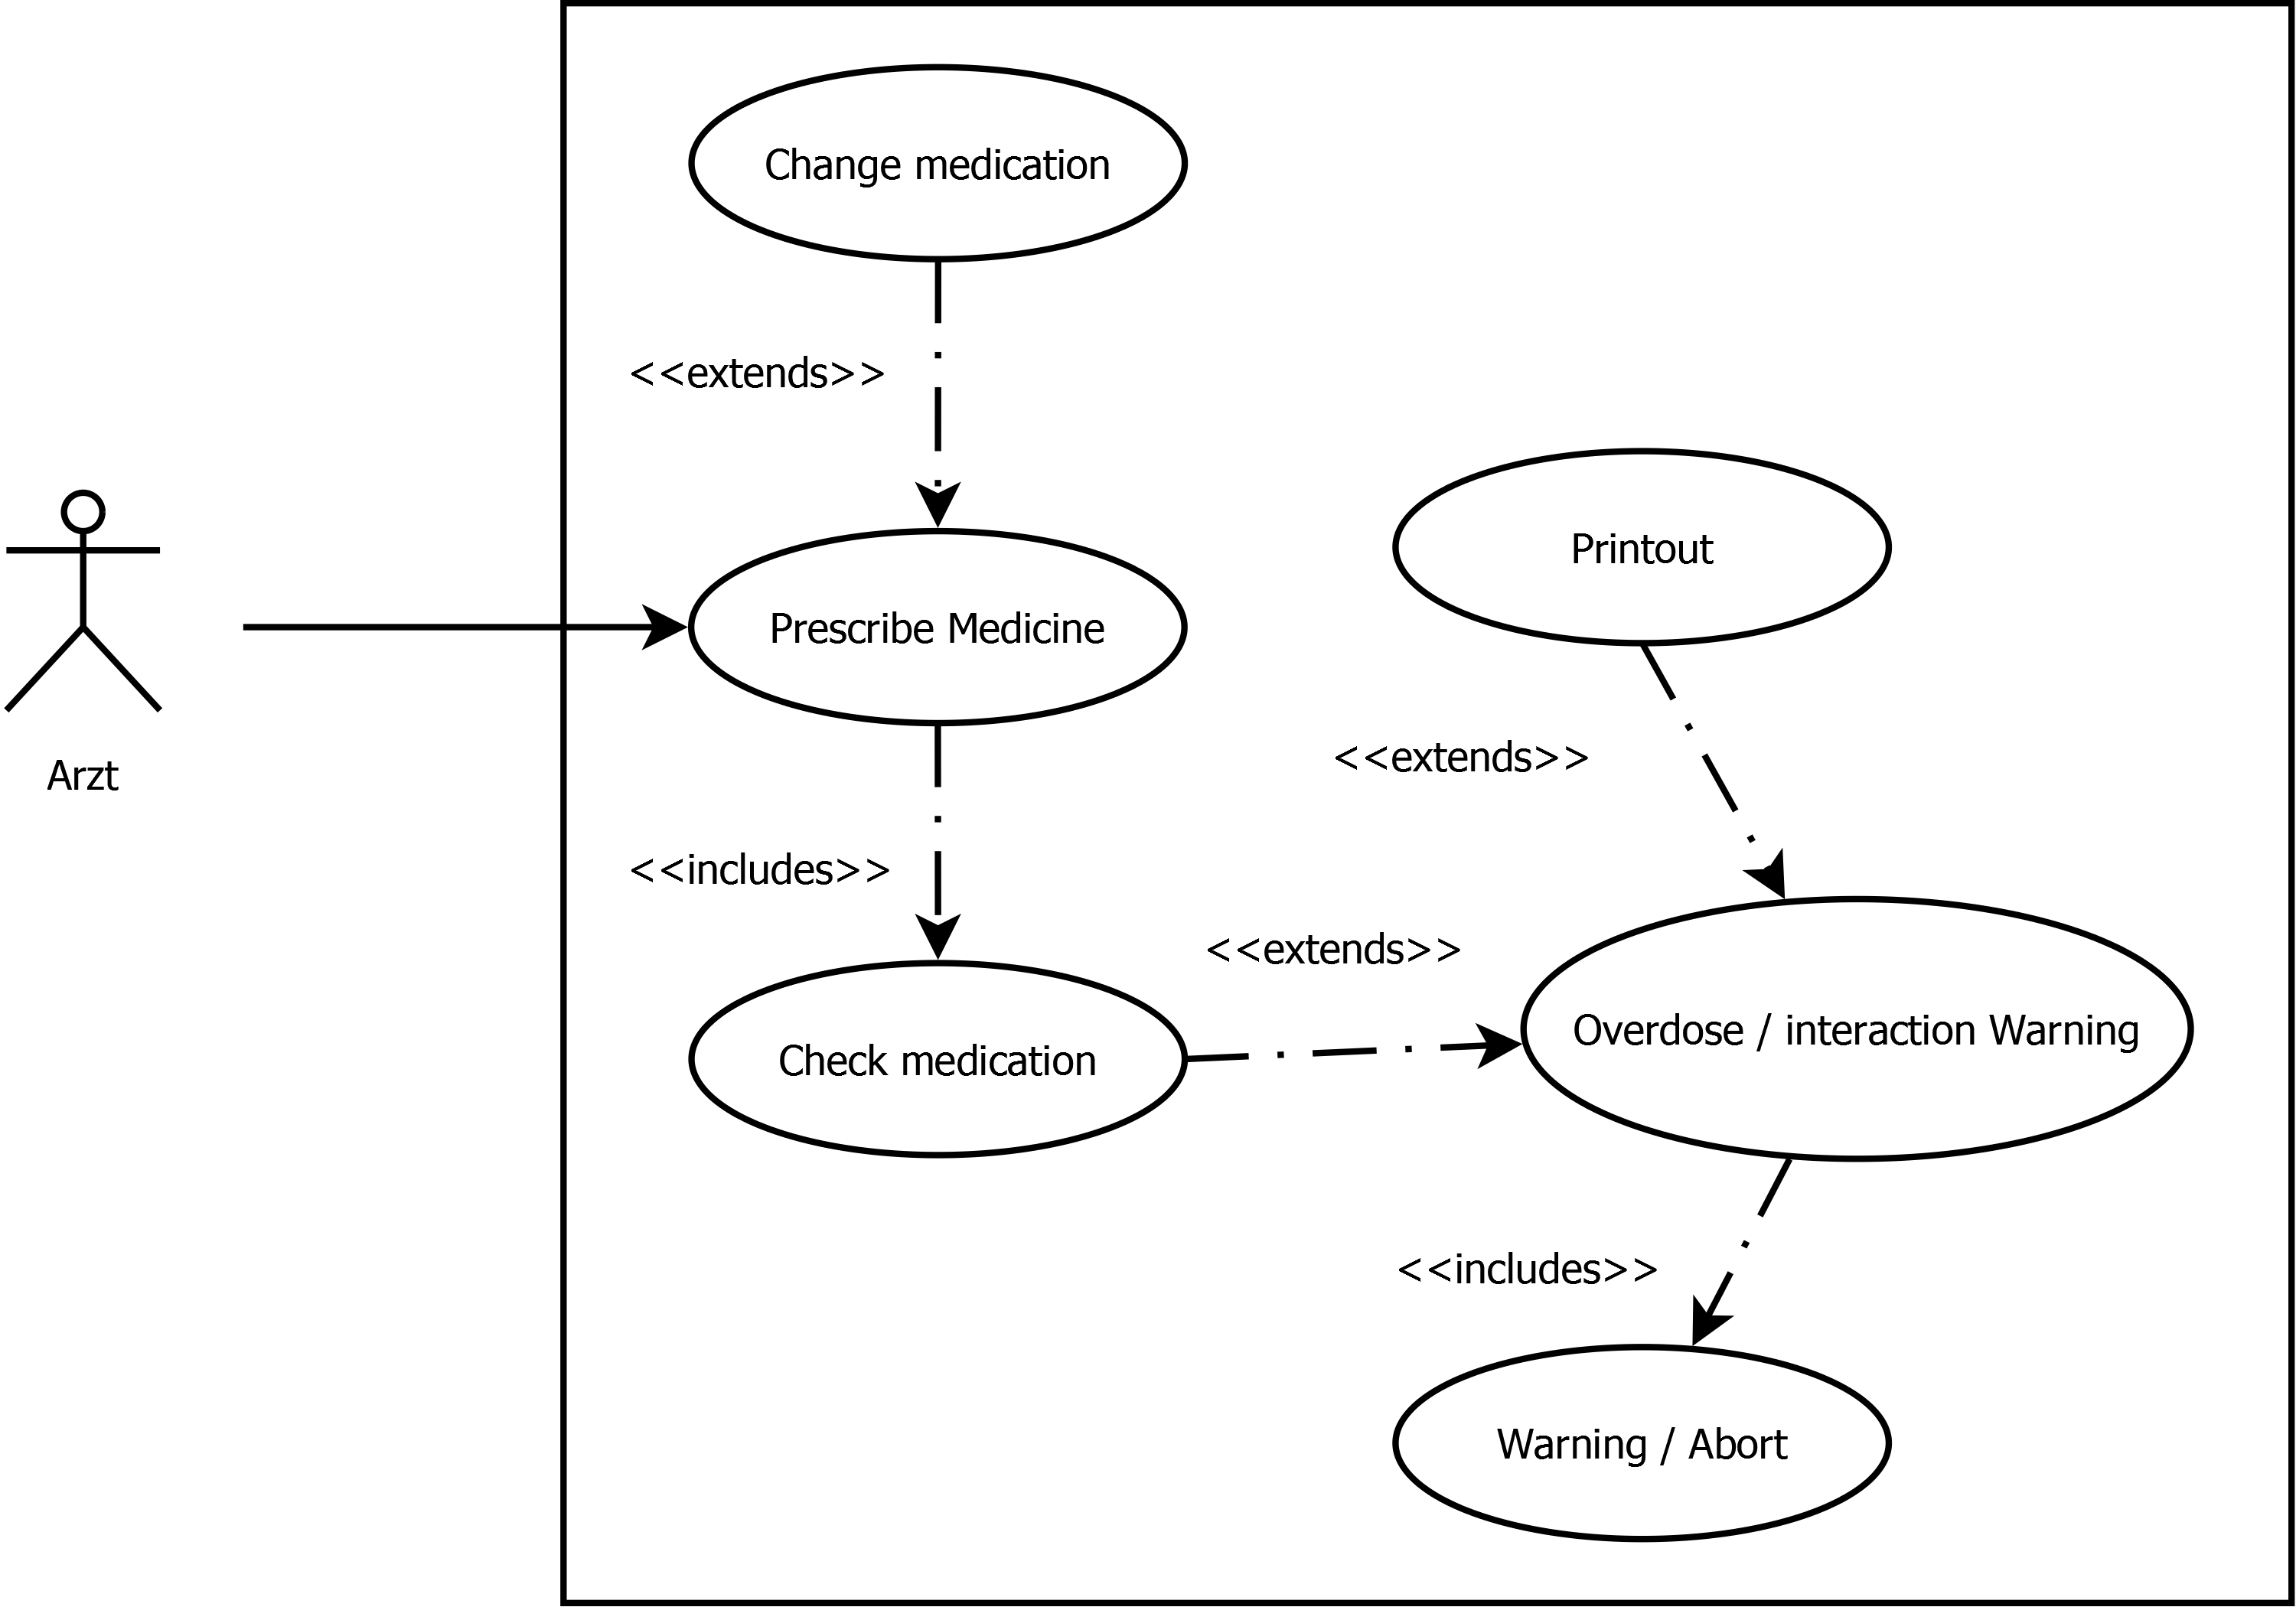 Change medication
<<extends>>
Prescribe Medicine
Printout
Arzt
<<extends>>
<<includes>>
<<extends>>
Overdose / interaction Warning
Check medication
<<includes>>
Warning / Abort